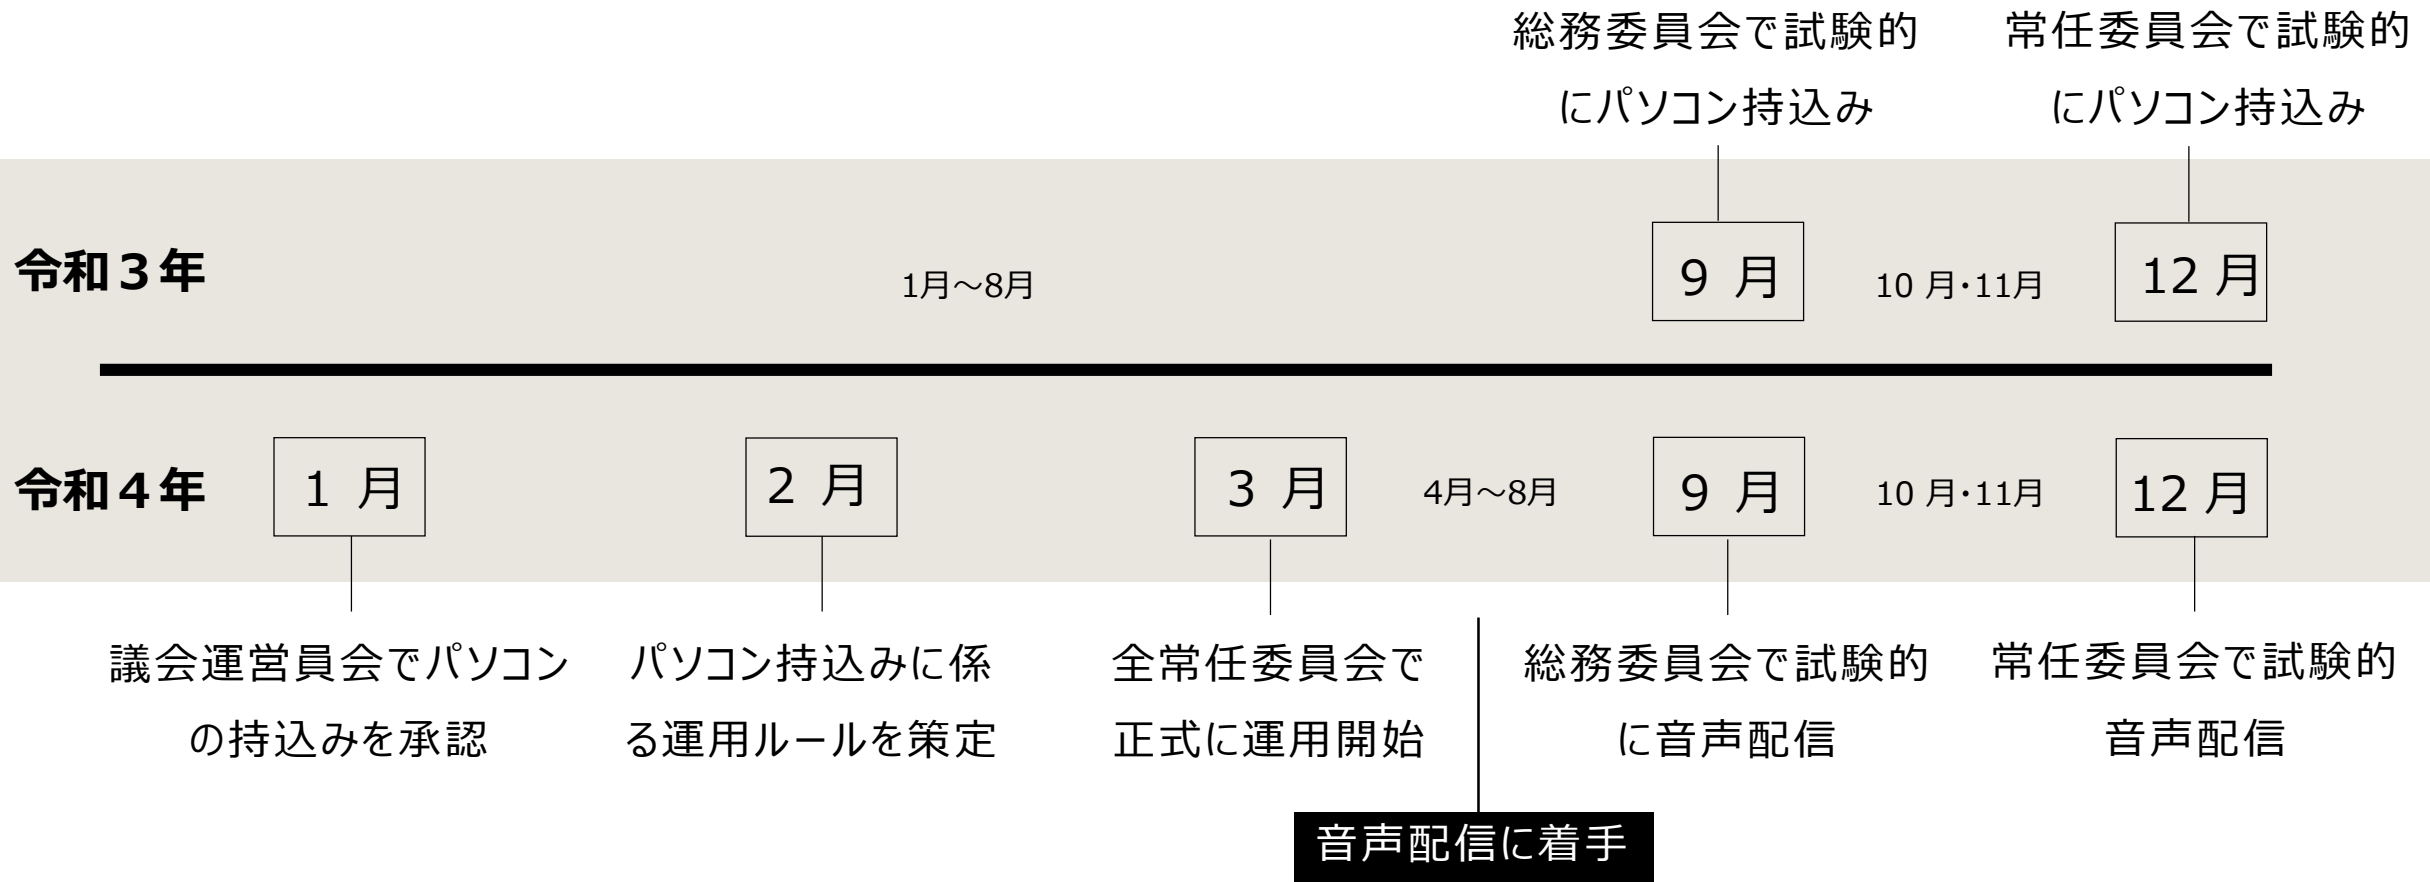 総務委員会で試験的
にパソコン持込み
常任委員会で試験的
にパソコン持込み
令和3年
1月～8月
9 月
10 月・11月
12 月
令和4年
1 月
2 月
3 月
4月～8月
9 月
10 月・11月
12 月
議会運営員会でパソコン
の持込みを承認
パソコン持込みに係
る運用ルールを策定
全常任委員会で
正式に運用開始
総務委員会で試験的
に音声配信
常任委員会で試験的
音声配信
音声配信に着手